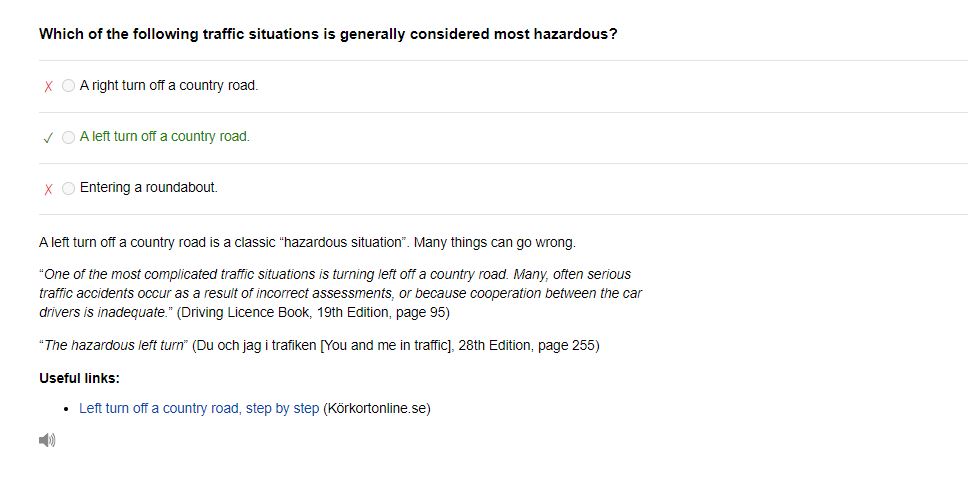 Which of the following traffic situations is generally considered most hazardous?
A right turn off a country road.
A left turn off a country road.
Entering a roundabout.
A left turn off a country road is a classic “hazardous situation”. Many things can go wrong.
“One of the most complicated traffic situations is turning left off a country road. Many, often serious
traffic accidents occur as a result of incorrect assessments, or because cooperation between the car
drivers is inadequate.” (Driving Licence Book, 19th Edition, page 95)
“The hazardous left turn” (Du och jag i trafiken [You and me in traffic], 28th Edition, page 255)
Useful links:
Left turn off a country road, step by step (Körkortonline.se)